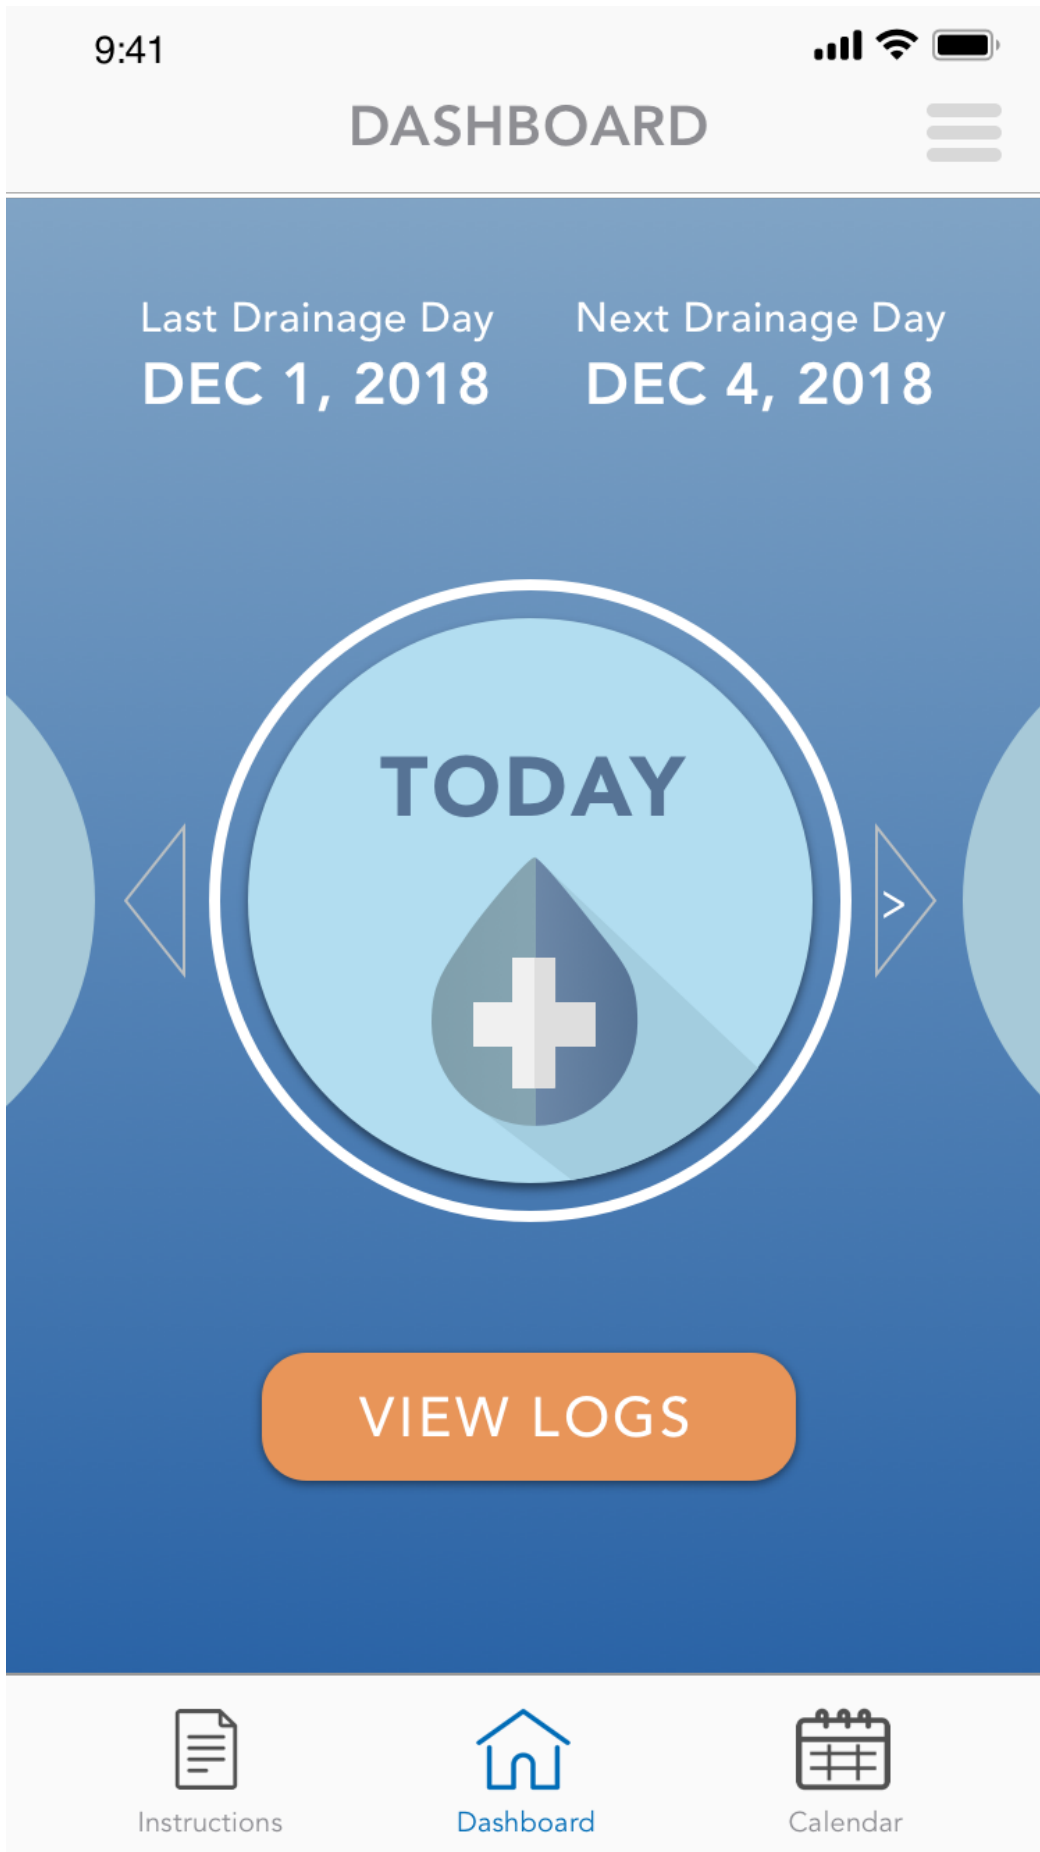 9:41
DASHBOARD
Last Drainage Day
Next Drainage Day
DEC 1, 2018
DEC 4, 2018
TODAY
>
VIEW LOGS
Instructions
Dashboard
Calendar